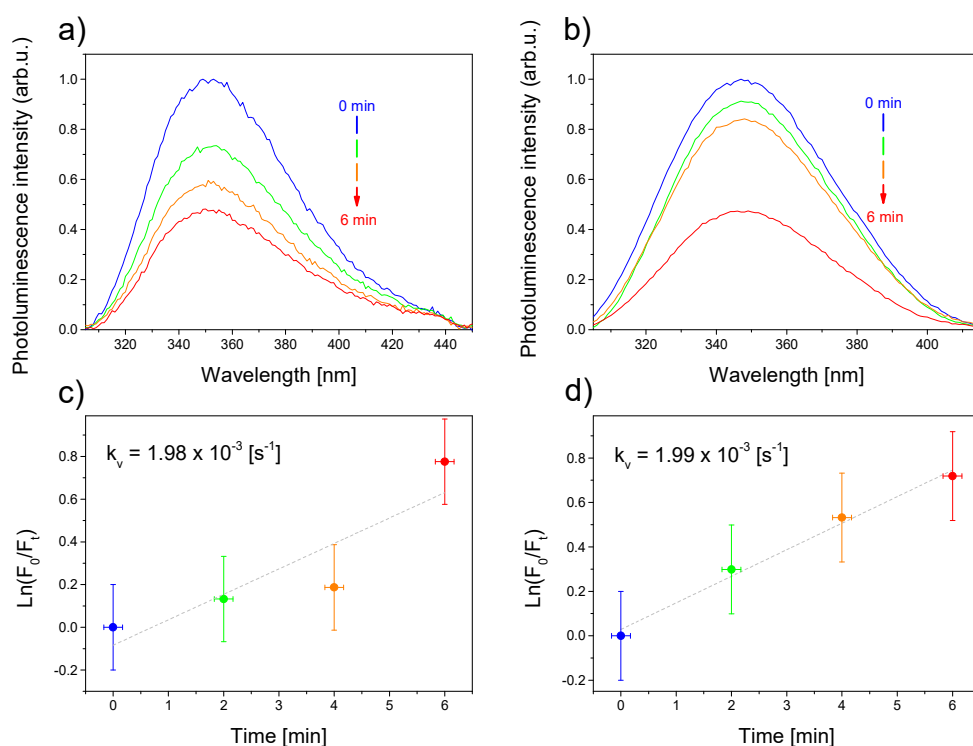 a)
Photoluminescence intensity (arb.u.)
1.0
0.8
0.6
0.4
0.2
0.0
0 min
6 min
320 340 360 380 400 420 440
Wavelength [nm]
b)
Photoluminescence intensity (arb.u.)
1.0
0.8
0.6
0.4
0.2
0.0
0 min
6 min
320 340 360 380 400
Wavelength [nm]
c)
Ln(F₀/Fₜ)
0.8
0.6
0.4
0.2
0.0
-0.2
kᵥ = 1.98 x 10⁻³ [s⁻¹]
0 1 2 3 4 5 6
Time [min]
d)
Ln(F₀/Fₜ)
0.8
0.6
0.4
0.2
0.0
-0.2
kᵥ = 1.99 x 10⁻³ [s⁻¹]
0 1 2 3 4 5 6
Time [min]